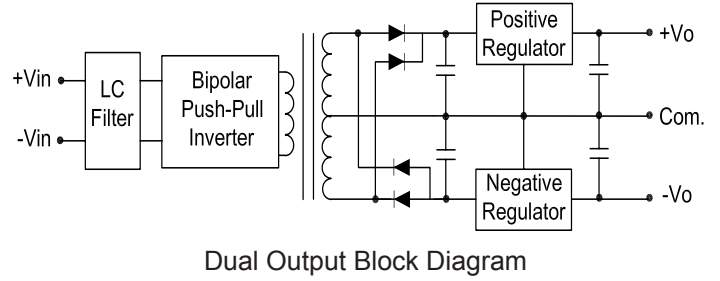 Positive
Regulator
+Vo
+Vin
LC
Filter
Bipolar
Push-Pull
Inverter
Com.
-Vin
Negative
Regulator
-Vo
Dual Output Block Diagram